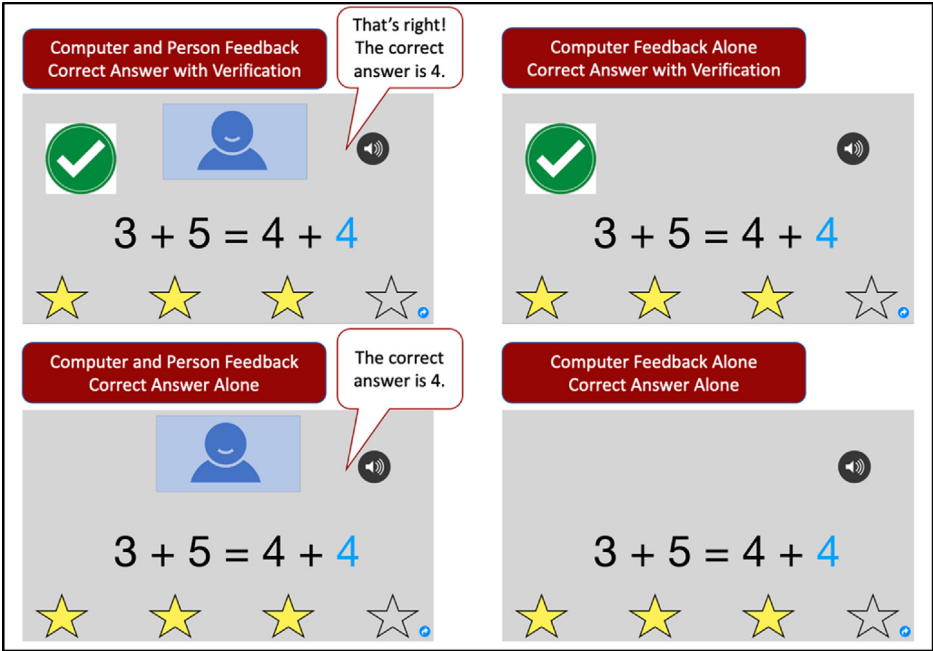 Computer and Person Feedback
Correct Answer with Verification
That's right!
The correct
answer is 4.
3 + 5 = 4 + 4
Computer Feedback Alone
Correct Answer with Verification
3 + 5 = 4 + 4
Computer and Person Feedback
Correct Answer Alone
The correct
answer is 4.
3 + 5 = 4 + 4
Computer Feedback Alone
Correct Answer Alone
3 + 5 = 4 + 4